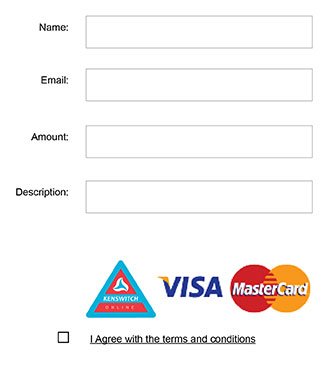 Name:
Email:
Amount:
Description:
KENSWITCH
ONLINE
VISA
MasterCard
I Agree with the terms and conditions